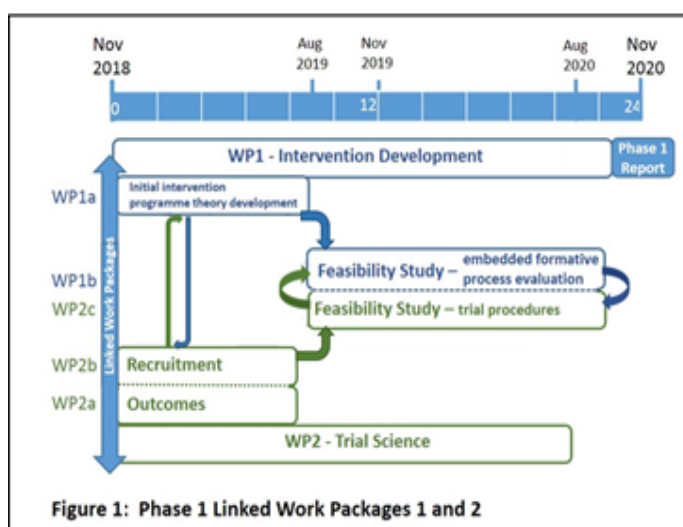 Nov
2018
Aug
2019
Nov
2019
Aug
2020
Nov
2020
0
12
24
WP1 - Intervention Development
Phase 1
Report
WP1a
Initial intervention
programme theory development
WP1b
Feasibility Study – embedded formative
process evaluation
WP2c
Feasibility Study – trial procedures
Linked Work Packages
WP2b
Recruitment
WP2a
Outcomes
WP2 - Trial Science
Figure 1: Phase 1 Linked Work Packages 1 and 2